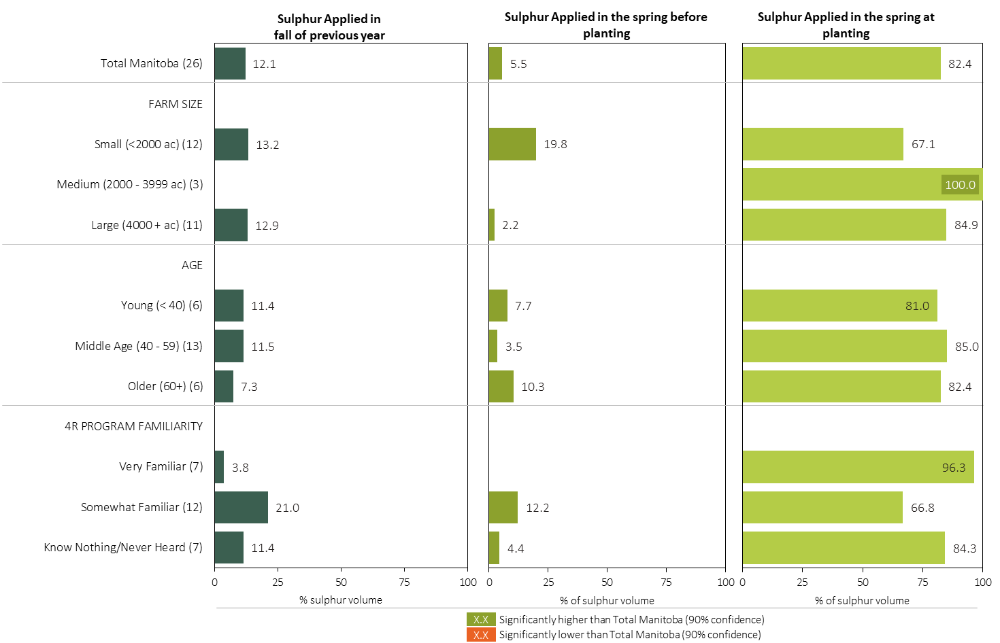 Sulphur Applied in
fall of previous year
Sulphur Applied in the spring before
planting
Sulphur Applied in the spring at
planting
Total Manitoba (26) 12.1 5.5 82.4
FARM SIZE
Small (<2000 ac) (12) 13.2 19.8 67.1
Medium (2000 - 3999 ac) (3) 100.0
Large (4000 + ac) (11) 12.9 2.2 84.9
AGE
Young (< 40) (6) 11.4 7.7 81.0
Middle Age (40 - 59) (13) 11.5 3.5 85.0
Older (60+) (6) 7.3 10.3 82.4
4R PROGRAM FAMILIARITY
Very Familiar (7) 3.8 96.3
Somewhat Familiar (12) 21.0 12.2 66.8
Know Nothing/Never Heard (7) 11.4 4.4 84.3
0 25 50 75 100 0 25 50 75 100 0 25 50 75 100
% sulphur volume % of sulphur volume % of sulphur volume
X.X Significantly higher than Total Manitoba (90% confidence)
X.X Significantly lower than Total Manitoba (90% confidence)